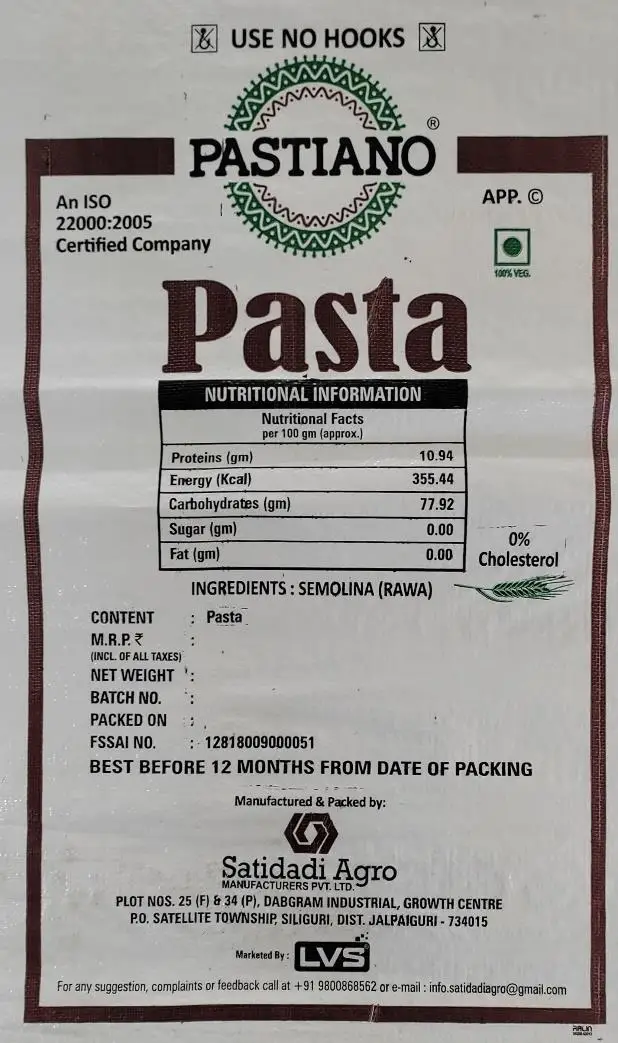 USE NO HOOKS
PASTIANO ®
An ISO
22000:2005
Certified Company
APP. ©
100% VEG.
Pasta
NUTRITIONAL INFORMATION
Nutritional Facts
per 100 gm (approx.)
Proteins (gm) 10.94
Energy (Kcal) 355.44
Carbohydrates (gm) 77.92
Sugar (gm) 0.00
Fat (gm) 0.00
0%
Cholesterol
INGREDIENTS : SEMOLINA (RAWA)
CONTENT : Pasta
M.R.P. ₹ :
(INCL. OF ALL TAXES)
NET WEIGHT :
BATCH NO. :
PACKED ON :
FSSAI NO. : 12818009000051
BEST BEFORE 12 MONTHS FROM DATE OF PACKING
Manufactured & Packed by:
Satidadi Agro
MANUFACTURERS PVT. LTD.
PLOT NOS. 25 (F) & 34 (P), DABGRAM INDUSTRIAL, GROWTH CENTRE
P.O. SATELLITE TOWNSHIP, SILIGURI, DIST. JALPAIGURI - 734015
Marketed By : LVS
For any suggestion, complaints or feedback call at +91 9800868562 or e-mail : info.satidadiagro@gmail.com